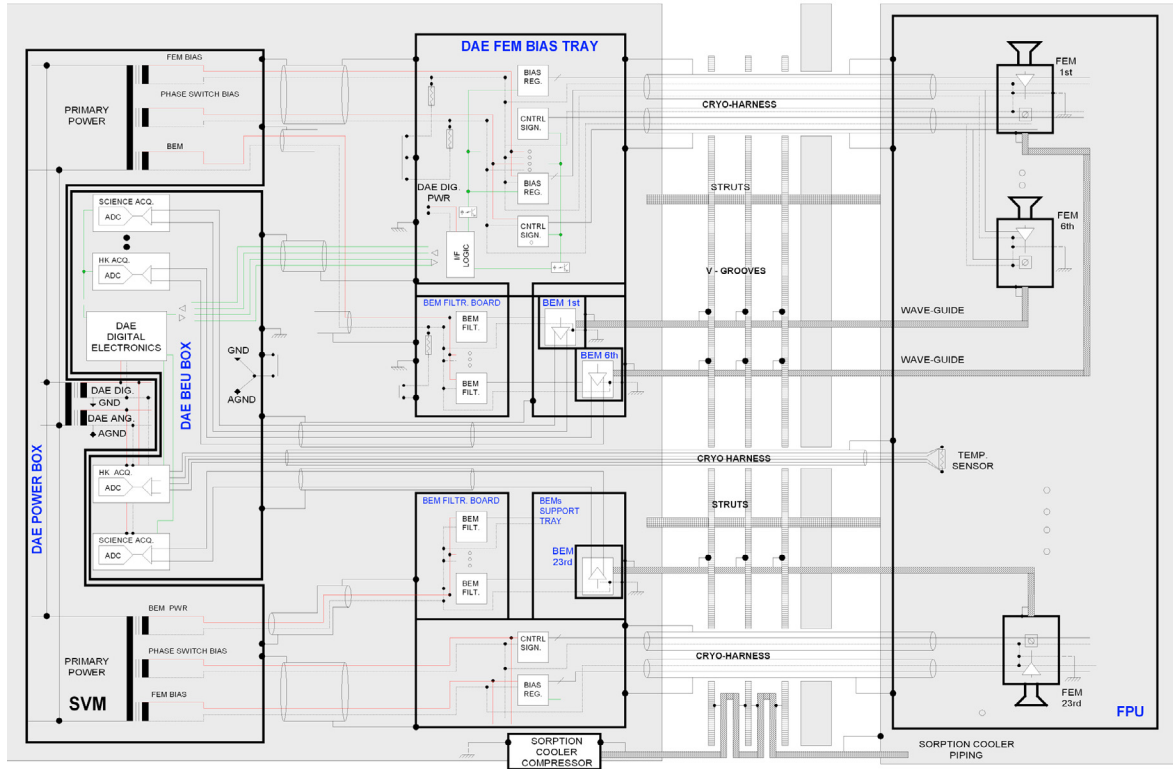 DAE FEM BIAS TRAY
FEM BIAS
PHASE SWITCH BIAS
PRIMARY
POWER
BEM
BIAS
REG.
CNTRL
SIGN.
BIAS
REG.
CNTRL
SIGN.
DAE DIG.
PWR
I/F
LOGIC
CRYO-HARNESS
STRUTS
V - GROOVES
FEM
1st
FEM
6th
WAVE-GUIDE
WAVE-GUIDE
SCIENCE ACQ.
ADC
HK ACQ.
ADC
DAE
DIGITAL
ELECTRONICS
DAE BEU BOX
GND
AGND
DAE DIG.
GND
DAE ANG.
AGND
DAE POWER BOX
HK ACQ.
ADC
SCIENCE ACQ.
ADC
BEM FILTR. BOARD
BEM
FILT.
BEM
FILT.
BEM 1st
BEM 6th
CRYO HARNESS
TEMP.
SENSOR
BEM FILTR. BOARD
BEM
FILT.
BEM
FILT.
BEMs
SUPPORT
TRAY
BEM
23rd
STRUTS
BEM PWR
PHASE SWITCH BIAS
PRIMARY
POWER
FEM BIAS
SVM
CNTRL
SIGN.
BIAS
REG.
CRYO-HARNESS
FEM
23rd
FPU
SORPTION
COOLER
COMPRESSOR
SORPTION COOLER
PIPING